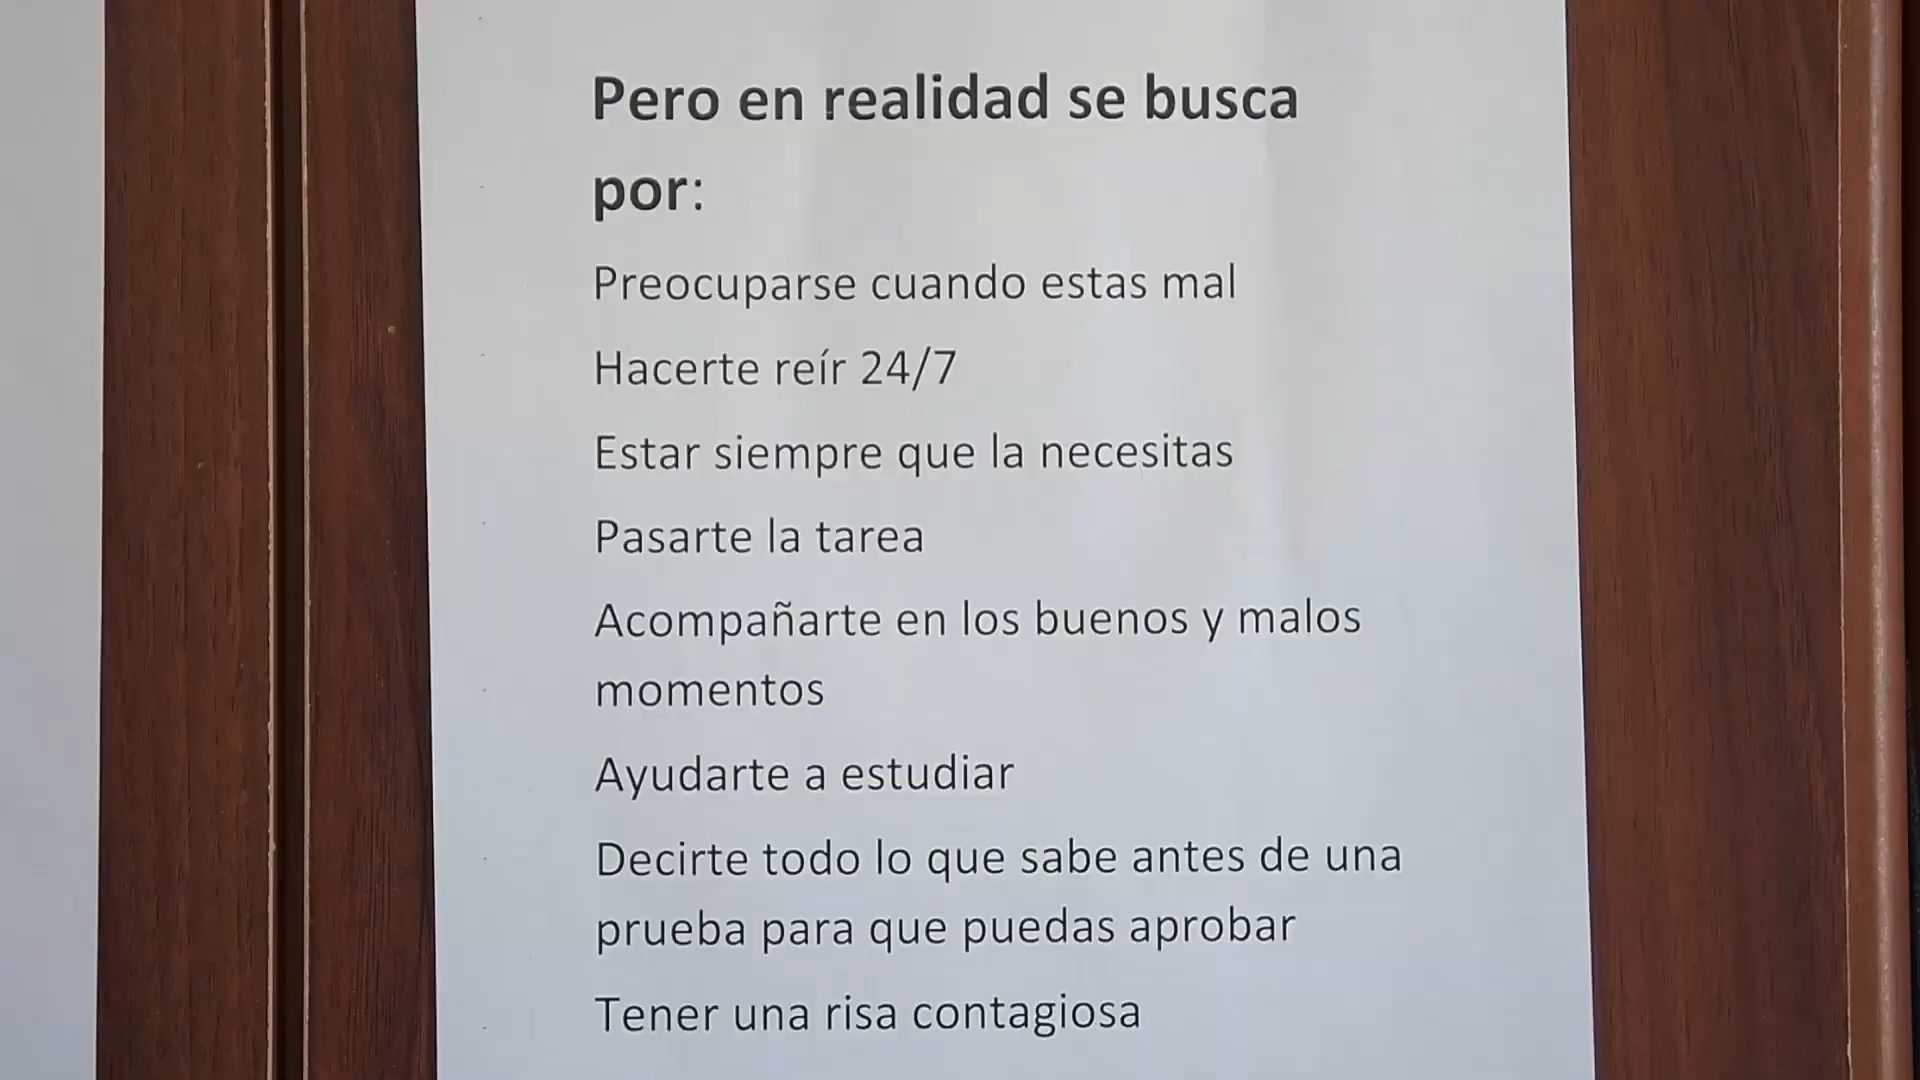 Pero en realidad se busca
por:
Preocuparse cuando estas mal
Hacerte reír 24/7
Estar siempre que la necesitas
Pasarte la tarea
Acompañarte en los buenos y malos
momentos
Ayudarte a estudiar
Decirte todo lo que sabe antes de una
prueba para que puedas aprobar
Tener una risa contagiosa